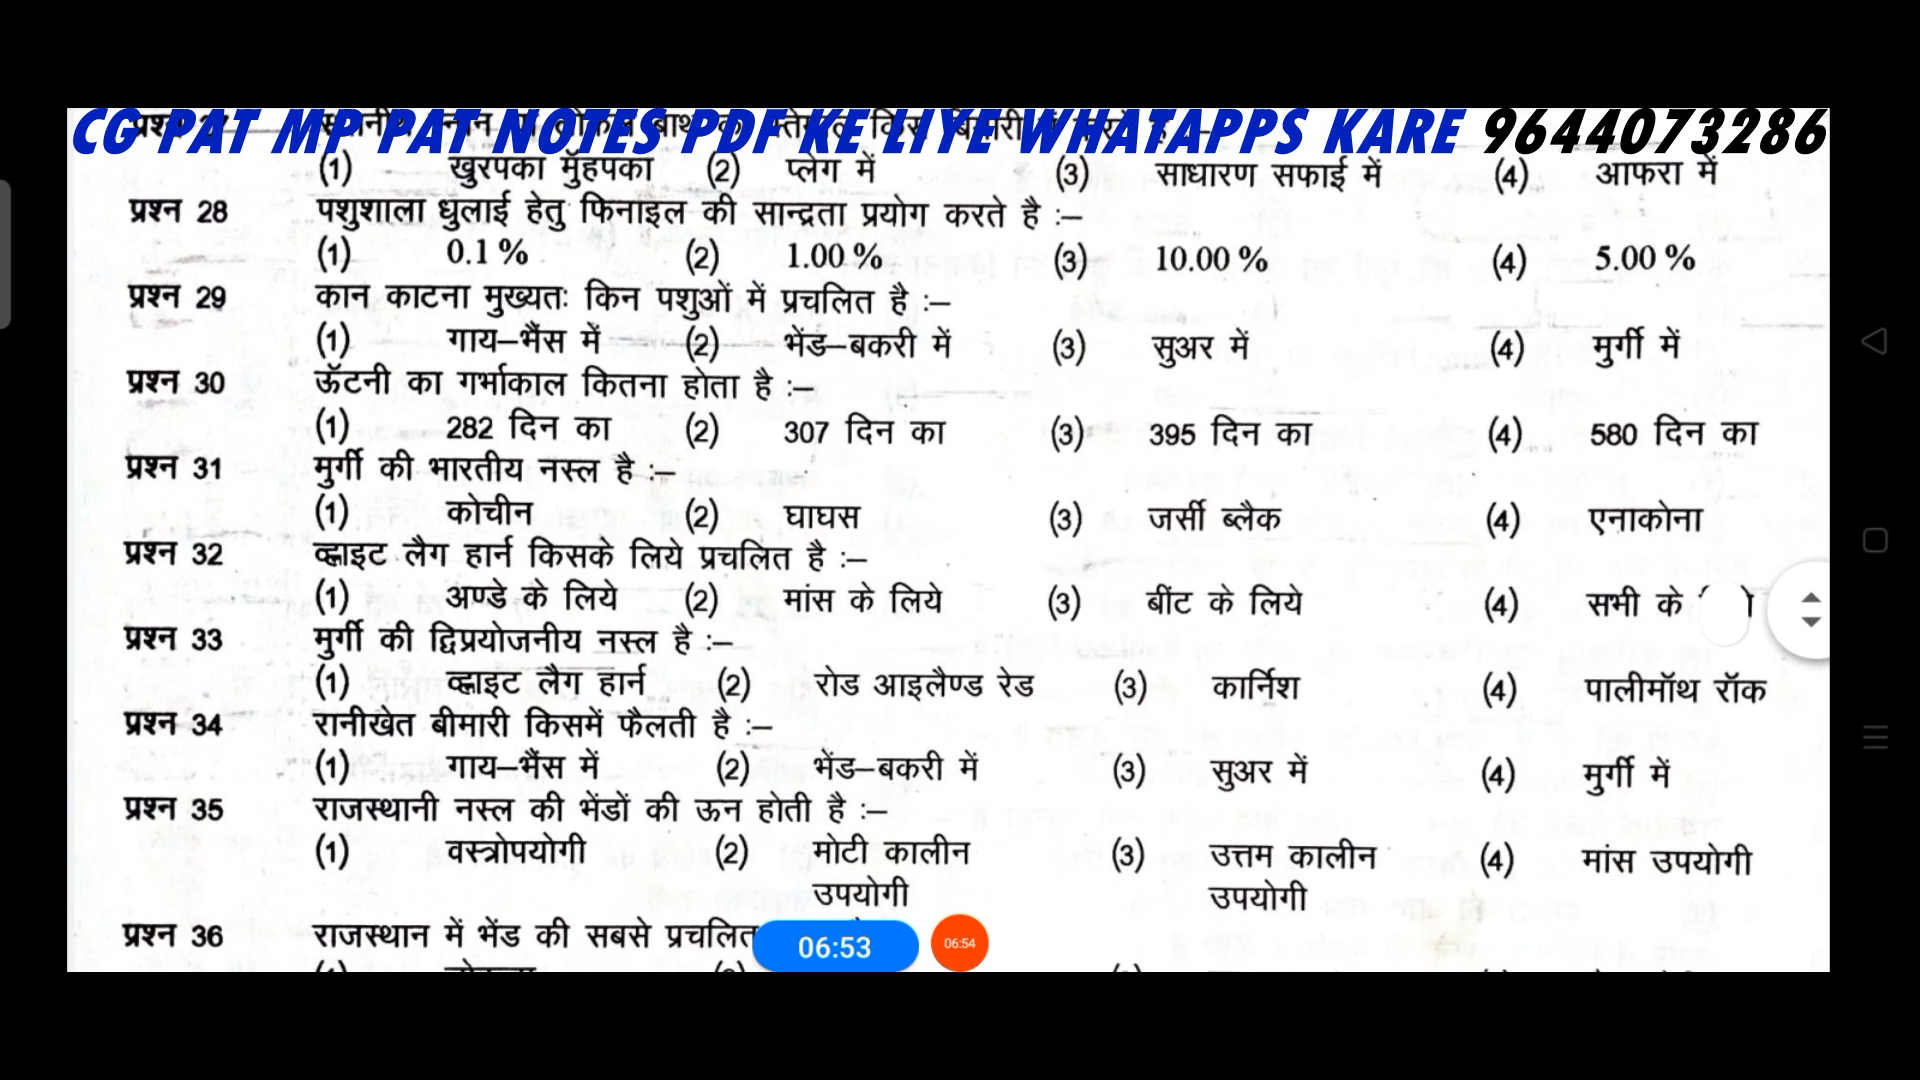 CG PAT MP PAT NOTES PDF KE LIYE WHATAPPS KARE 9644073286
(1) खुरपका मुँहपका (2) प्लेग में (3) साधारण सफाई में (4) आफरा में
प्रश्न 28 पशुशाला धुलाई हेतु फिनाइल की सान्द्रता प्रयोग करते है :–
(1) 0.1 % (2) 1.00 % (3) 10.00 % (4) 5.00 %
प्रश्न 29 कान काटना मुख्यतः किन पशुओं में प्रचलित है :–
(1) गाय–भैंस में (2) भेंड–बकरी में (3) सुअर में (4) मुर्गी में
प्रश्न 30 ऊँटनी का गर्भाकाल कितना होता है :–
(1) 282 दिन का (2) 307 दिन का (3) 395 दिन का (4) 580 दिन का
प्रश्न 31 मुर्गी की भारतीय नस्ल है :–
(1) कोचीन (2) घाघस (3) जर्सी ब्लैक (4) एनाकोना
प्रश्न 32 व्हाइट लैग हार्न किसके लिये प्रचलित है :–
(1) अण्डे के लिये (2) मांस के लिये (3) बींट के लिये (4) सभी के
प्रश्न 33 मुर्गी की द्विप्रयोजनीय नस्ल है :–
(1) व्हाइट लैग हार्न (2) रोड आइलैण्ड रेड (3) कार्निश (4) पालीमॉथ रॉक
प्रश्न 34 रानीखेत बीमारी किसमें फैलती है :–
(1) गाय–भैंस में (2) भेंड–बकरी में (3) सुअर में (4) मुर्गी में
प्रश्न 35 राजस्थानी नस्ल की भेंडों की ऊन होती है :–
(1) वस्त्रोपयोगी (2) मोटी कालीन (3) उत्तम कालीन (4) मांस उपयोगी
उपयोगी उपयोगी
प्रश्न 36 राजस्थान में भेंड की सबसे प्रचलित
06:53 06:54